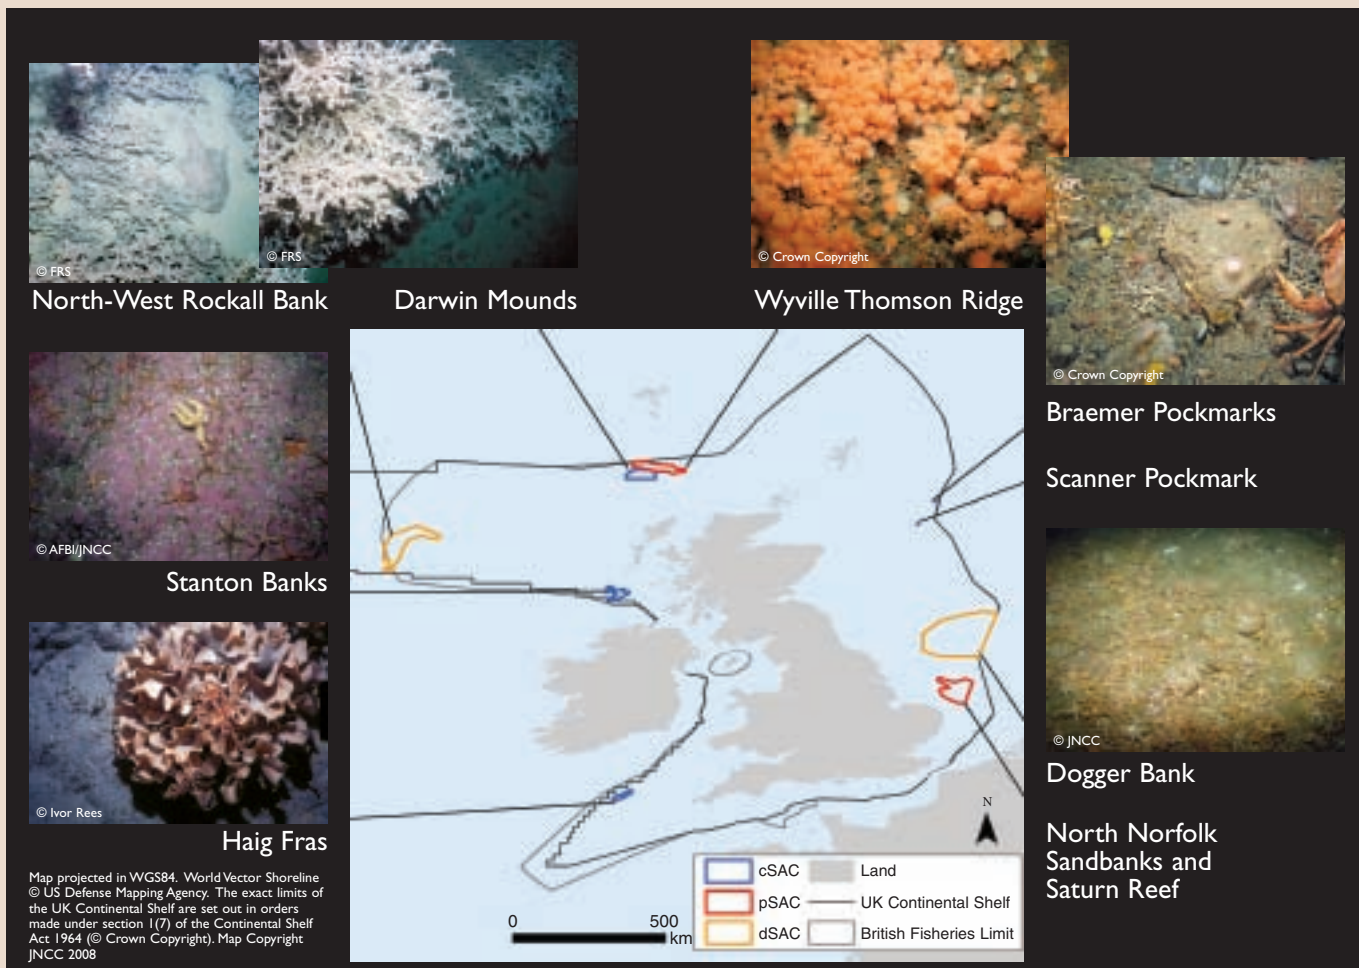 © FRS
© FRS
© Crown Copyright
North-West Rockall Bank
Darwin Mounds
Wyville Thomson Ridge
© Crown Copyright
Braemer Pockmarks
Scanner Pockmark
© AFBI/JNCC
Stanton Banks
© JNCC
Dogger Bank
© Ivor Rees
Haig Fras
North Norfolk
Sandbanks and
Saturn Reef
Map projected in WGS84. World Vector Shoreline
© US Defense Mapping Agency. The exact limits of
the UK Continental Shelf are set out in orders
made under section 1(7) of the Continental Shelf
Act 1964 (© Crown Copyright). Map Copyright
JNCC 2008
0
500
km
N
cSAC
Land
pSAC
UK Continental Shelf
dSAC
British Fisheries Limit